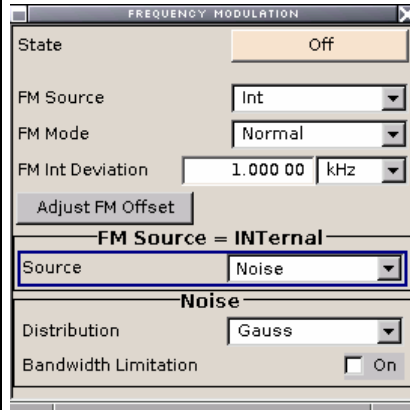 FREQUENCY MODULATION
State Off
FM Source Int
FM Mode Normal
FM Int Deviation 1.000 00 kHz
Adjust FM Offset
FM Source = INTernal
Source Noise
Noise
Distribution Gauss
Bandwidth Limitation On